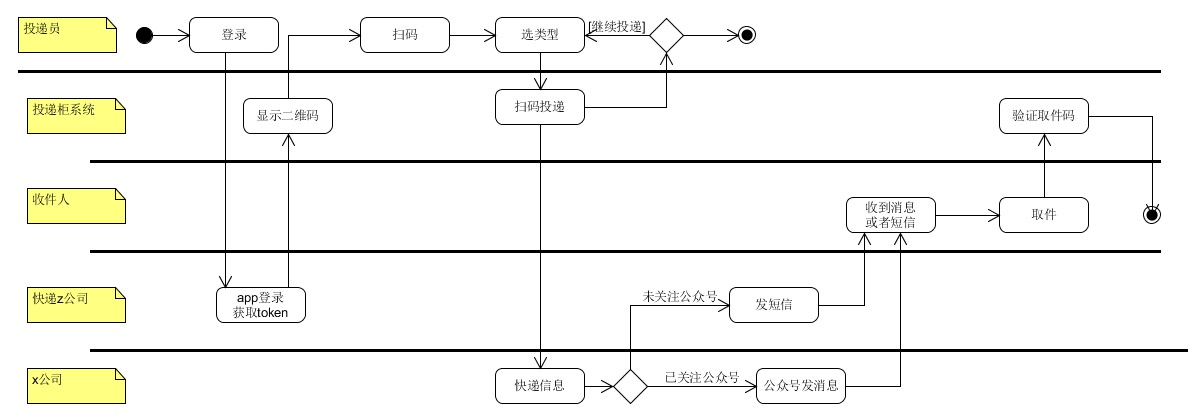 投递员
登录
扫码
选类型
[继续投递]
投递柜系统
显示二维码
扫码投递
验证取件码
收件人
收到消息
或者短信
取件
快递z公司
app登录
获取token
未关注公众号
发短信
x公司
快递信息
已关注公众号
公众号发消息